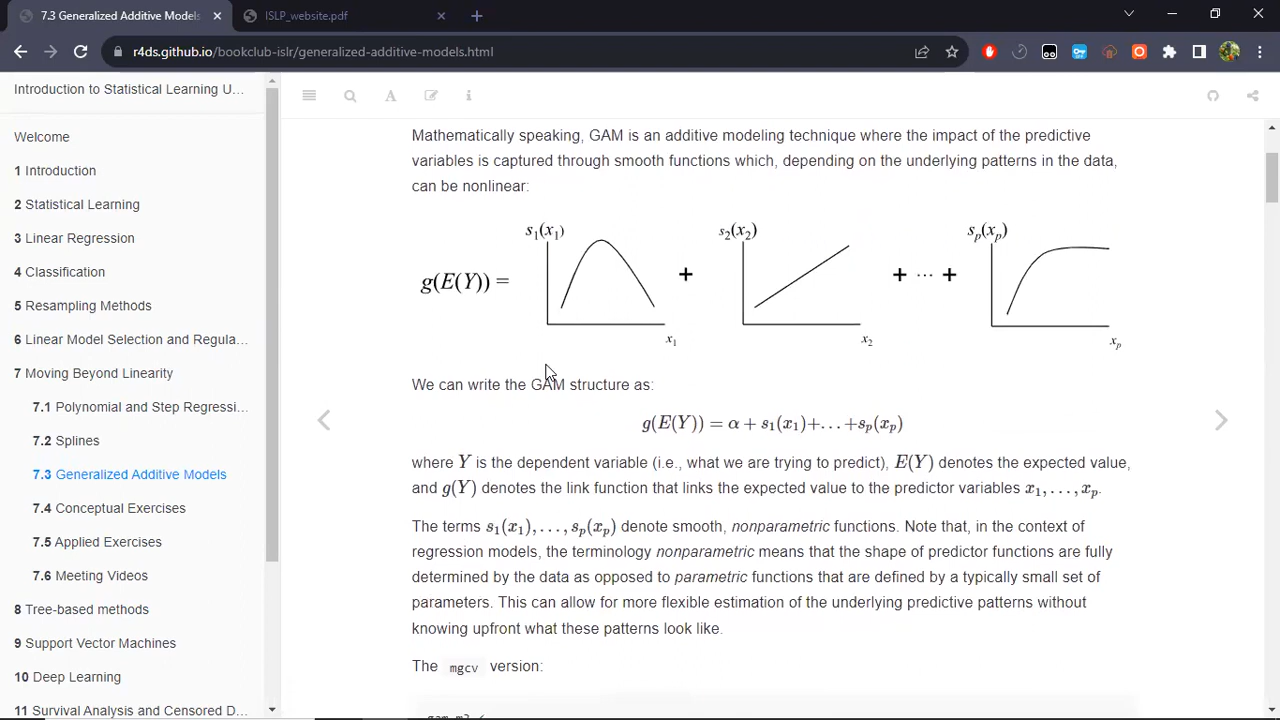 7.3 Generalized Additive Models
ISLP_website.pdf
r4ds.github.io/bookclub-islr/generalized-additive-models.html
Introduction to Statistical Learning U...
Welcome
1 Introduction
2 Statistical Learning
3 Linear Regression
4 Classification
5 Resampling Methods
6 Linear Model Selection and Regula...
7 Moving Beyond Linearity
7.1 Polynomial and Step Regressi...
7.2 Splines
7.3 Generalized Additive Models
7.4 Conceptual Exercises
7.5 Applied Exercises
7.6 Meeting Videos
8 Tree-based methods
9 Support Vector Machines
10 Deep Learning
11 Survival Analysis and Censored D...
Mathematically speaking, GAM is an additive modeling technique where the impact of the predictive
variables is captured through smooth functions which, depending on the underlying patterns in the data,
can be nonlinear:
s₁(x₁) s₂(x₂) sₚ(xₚ)
g(E(Y)) = + + ... +
x₁ x₂ xₚ
We can write the GAM structure as:
g(E(Y)) = α + s₁(x₁)+...+sₚ(xₚ)
where Y is the dependent variable (i.e., what we are trying to predict), E(Y) denotes the expected value,
and g(Y) denotes the link function that links the expected value to the predictor variables x₁,...,xₚ.
The terms s₁(x₁),...,sₚ(xₚ) denote smooth, nonparametric functions. Note that, in the context of
regression models, the terminology nonparametric means that the shape of predictor functions are fully
determined by the data as opposed to parametric functions that are defined by a typically small set of
parameters. This can allow for more flexible estimation of the underlying predictive patterns without
knowing upfront what these patterns look like.
The mgcv version: